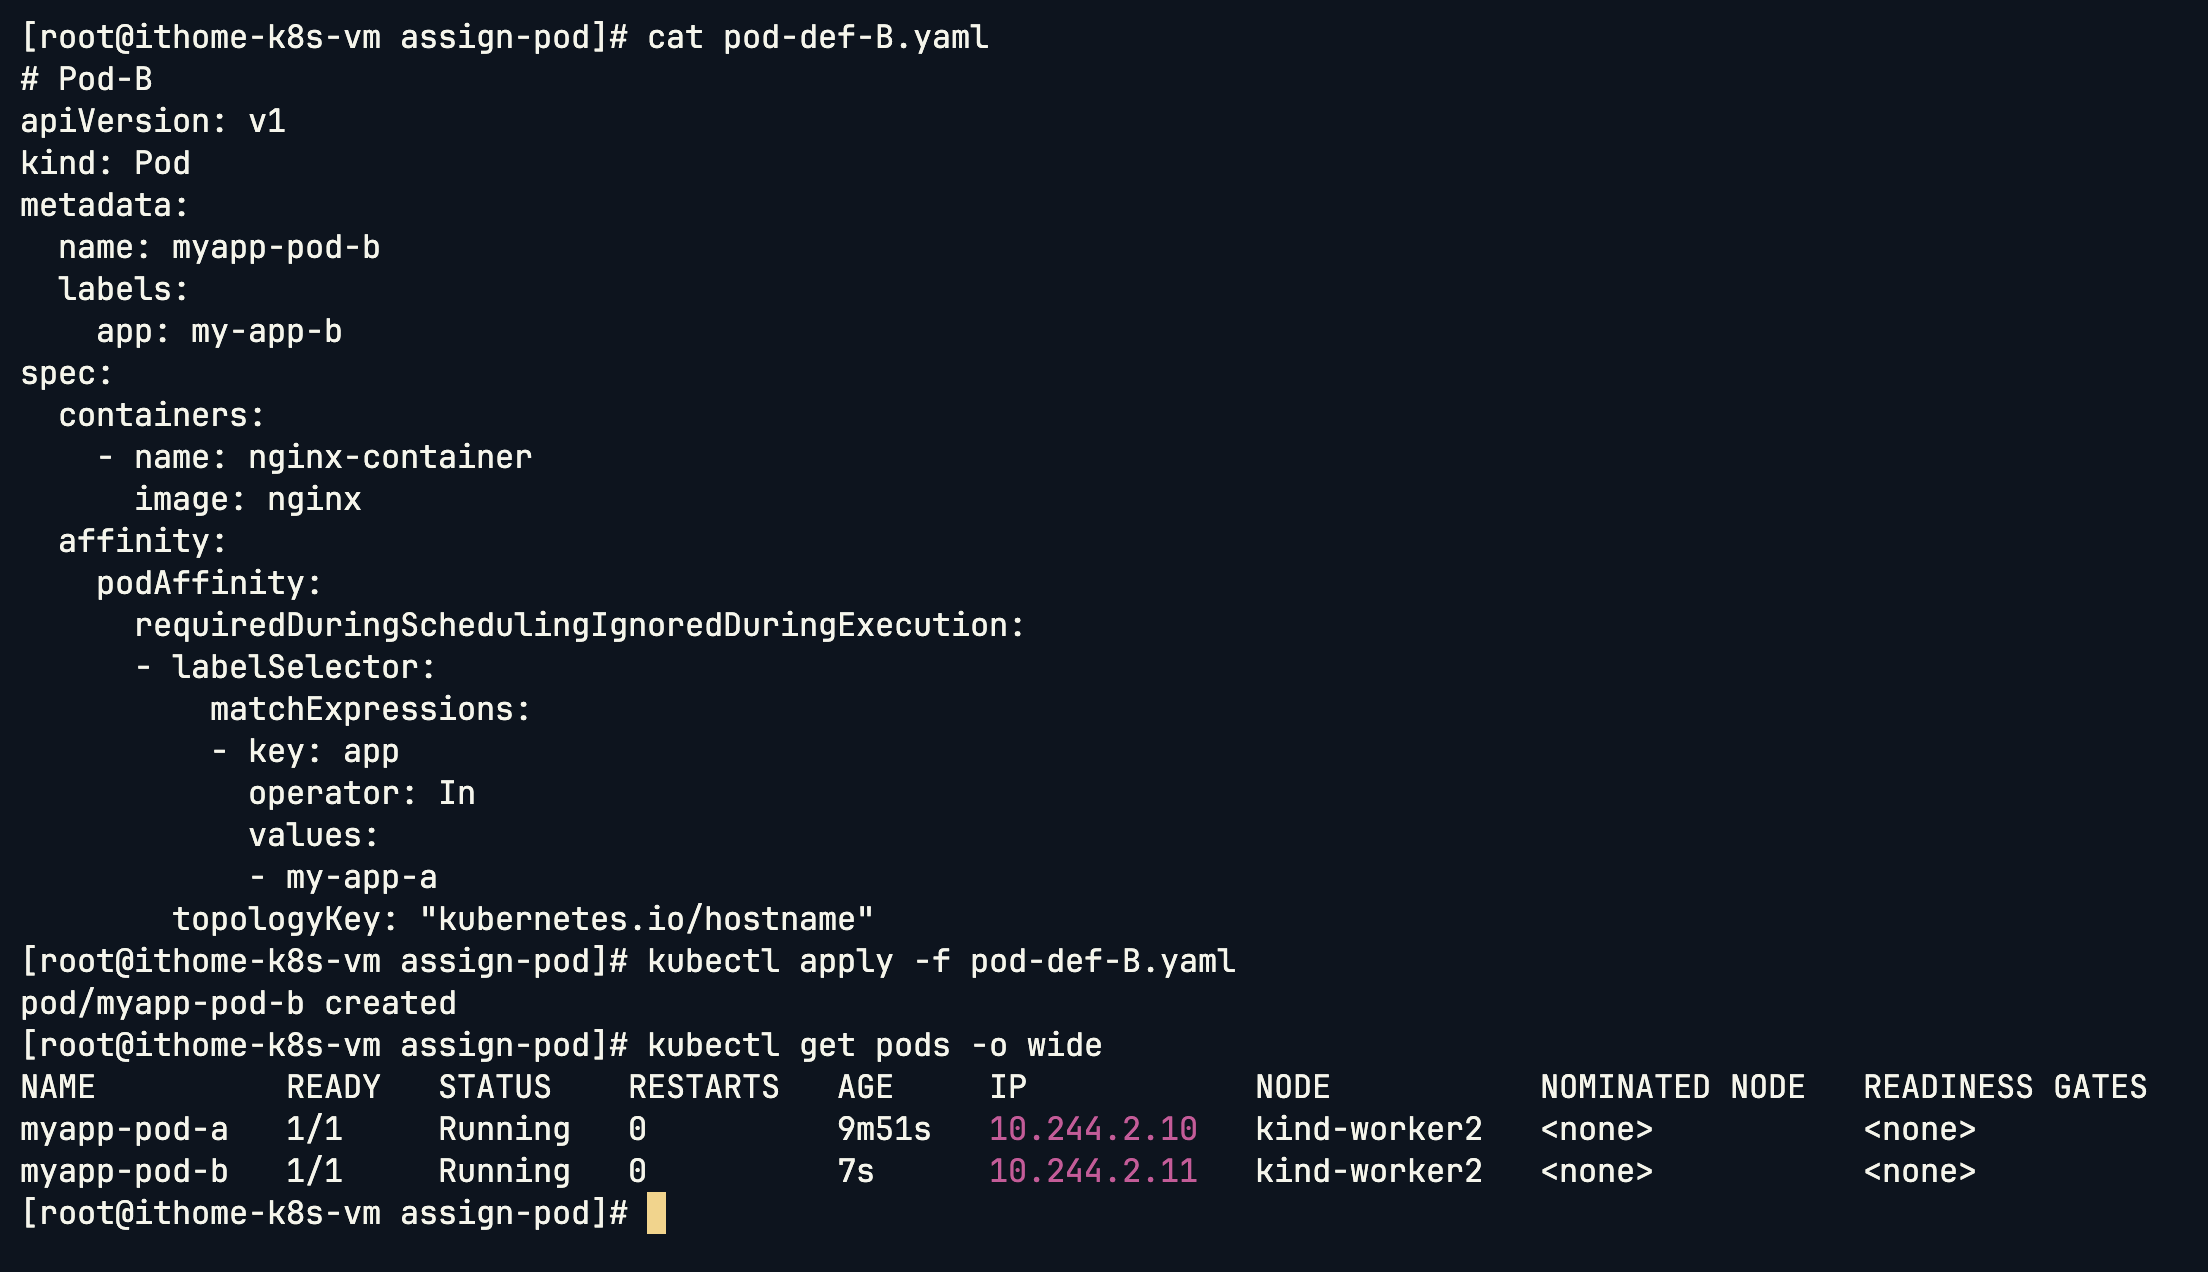 [root@ithome-k8s-vm assign-pod]# cat pod-def-B.yaml
# Pod-B
apiVersion: v1
kind: Pod
metadata:
  name: myapp-pod-b
  labels:
    app: my-app-b
spec:
  containers:
    - name: nginx-container
      image: nginx
  affinity:
    podAffinity:
      requiredDuringSchedulingIgnoredDuringExecution:
      - labelSelector:
          matchExpressions:
          - key: app
            operator: In
            values:
            - my-app-a
        topologyKey: "kubernetes.io/hostname"
[root@ithome-k8s-vm assign-pod]# kubectl apply -f pod-def-B.yaml
pod/myapp-pod-b created
[root@ithome-k8s-vm assign-pod]# kubectl get pods -o wide
NAME          READY   STATUS    RESTARTS   AGE     IP            NODE           NOMINATED NODE   READINESS GATES
myapp-pod-a   1/1     Running   0          9m51s   10.244.2.10   kind-worker2   <none>           <none>
myapp-pod-b   1/1     Running   0          7s      10.244.2.11   kind-worker2   <none>           <none>
[root@ithome-k8s-vm assign-pod]#